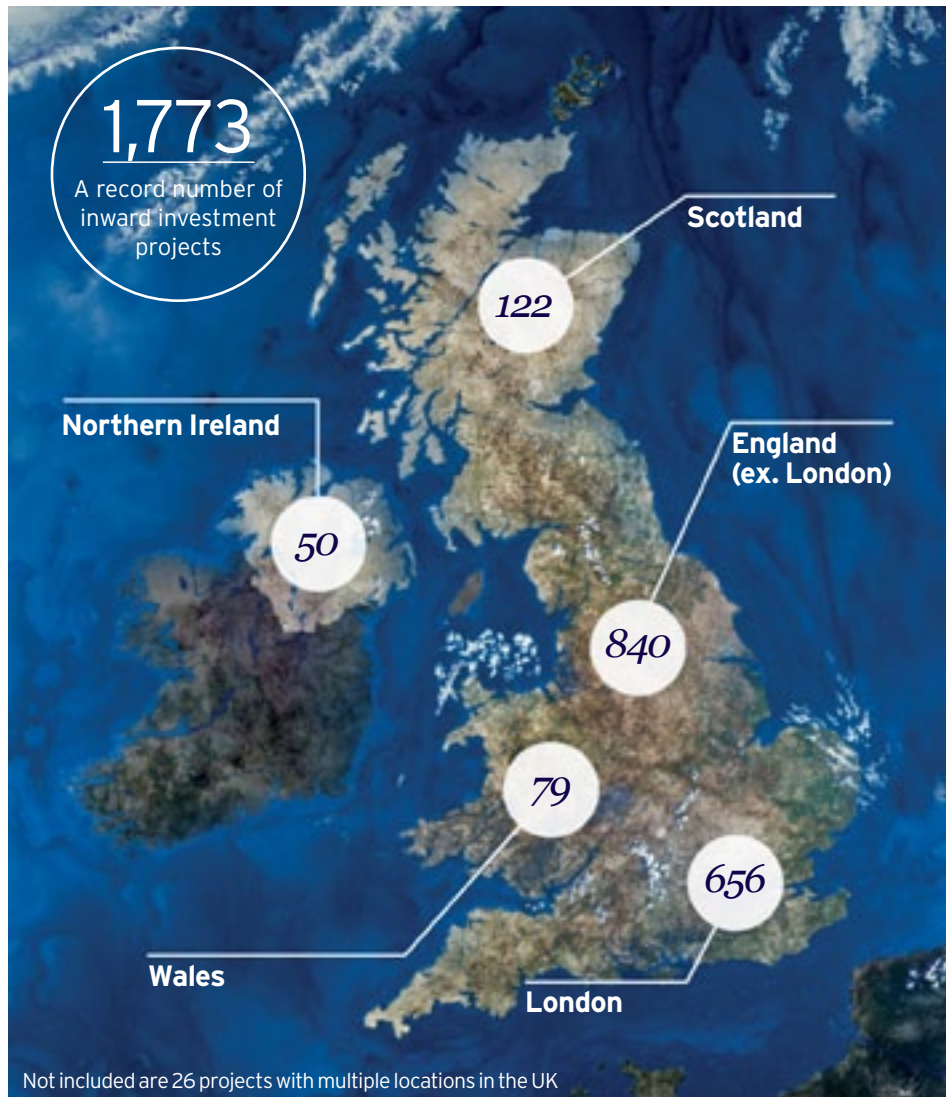 1,773
A record number of
inward investment
projects
Scotland
122
Northern Ireland
50
England
(ex. London)
840
79
Wales
656
London
Not included are 26 projects with multiple locations in the UK